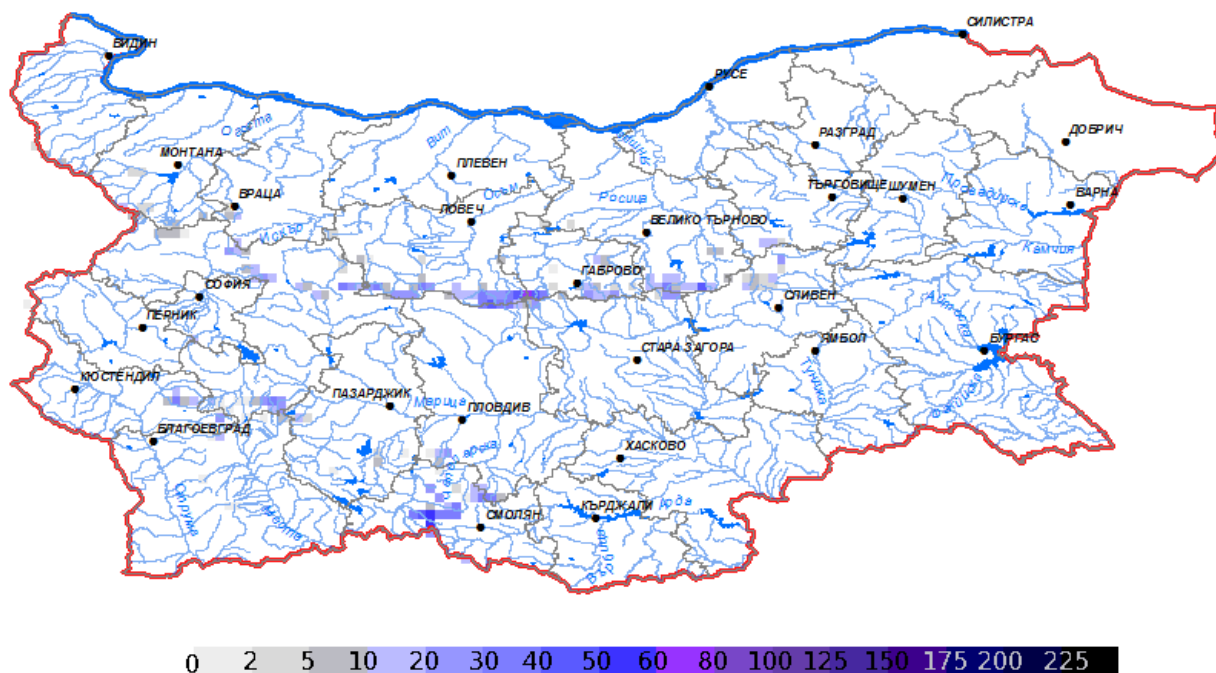 СИЛИСТРА
ВИДИН
РУСЕ
Огоста
Вит
РАЗГРАД
ДОБРИЧ
МОНТАНА
ПЛЕВЕН
Осъм
ТЪРГОВИЩЕ
ШУМЕН
Провадийска
ВАРНА
ВРАЦА
ЛОВЕЧ
Росица
ВЕЛИКО ТЪРНОВО
Искър
Камчия
ГАБРОВО
СОФИЯ
СЛИВЕН
ПЕРНИК
ЯМБОЛ
БУРГАС
СТАРА ЗАГОРА
КЮСТЕНДИЛ
ПАЗАРДЖИК
Марица
ПЛОВДИВ
Тунджа
БЛАГОЕВГРАД
ХАСКОВО
Струма
Места
СМОЛЯН
КЪРДЖАЛИ
0 2 5 10 20 30 40 50 60 80 100 125 150 175 200 225